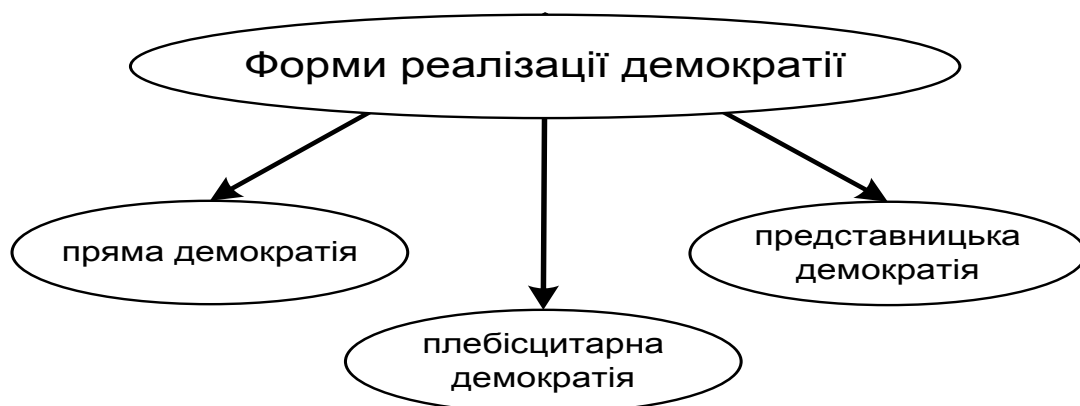 Форми реалізації демократії
пряма демократія
представницька
демократія
плебісцитарна
демократія